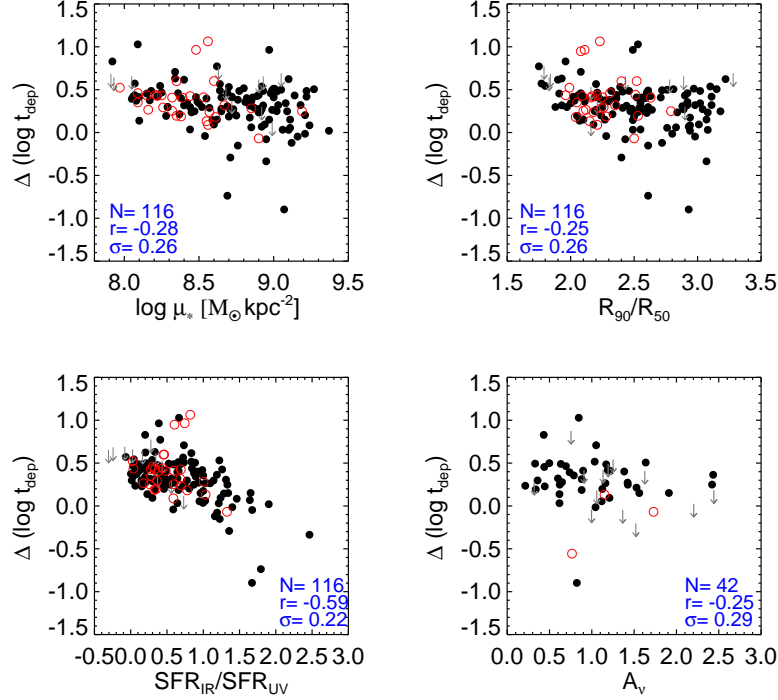 1.5
1.0
0.5
0.0
-0.5
-1.0
-1.5
Δ (log t_dep)
N= 116
r= -0.28
σ= 0.26
8.0 8.5 9.0 9.5
log μ_* [M_⊙ kpc^-2]
1.5
1.0
0.5
0.0
-0.5
-1.0
-1.5
Δ (log t_dep)
N= 116
r= -0.25
σ= 0.26
1.5 2.0 2.5 3.0 3.5
R_90/R_50
1.5
1.0
0.5
0.0
-0.5
-1.0
-1.5
Δ (log t_dep)
N= 116
r= -0.59
σ= 0.22
-0.50.0 0.5 1.0 1.5 2.0 2.5 3.0
SFR_IR/SFR_UV
1.5
1.0
0.5
0.0
-0.5
-1.0
-1.5
Δ (log t_dep)
N= 42
r= -0.25
σ= 0.29
0.0 0.5 1.0 1.5 2.0 2.5 3.0
A_ν